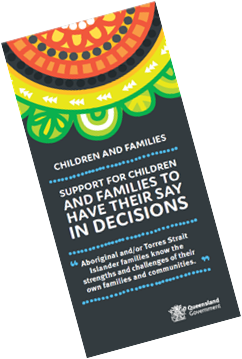 CHILDREN AND FAMILIES
SUPPORT FOR CHILDREN
AND FAMILIES TO
HAVE THEIR SAY
IN DECISIONS
“ Aboriginal and/or Torres Strait
Islander families know the
strengths and challenges of their
own families and communities. ”
Queensland
Government